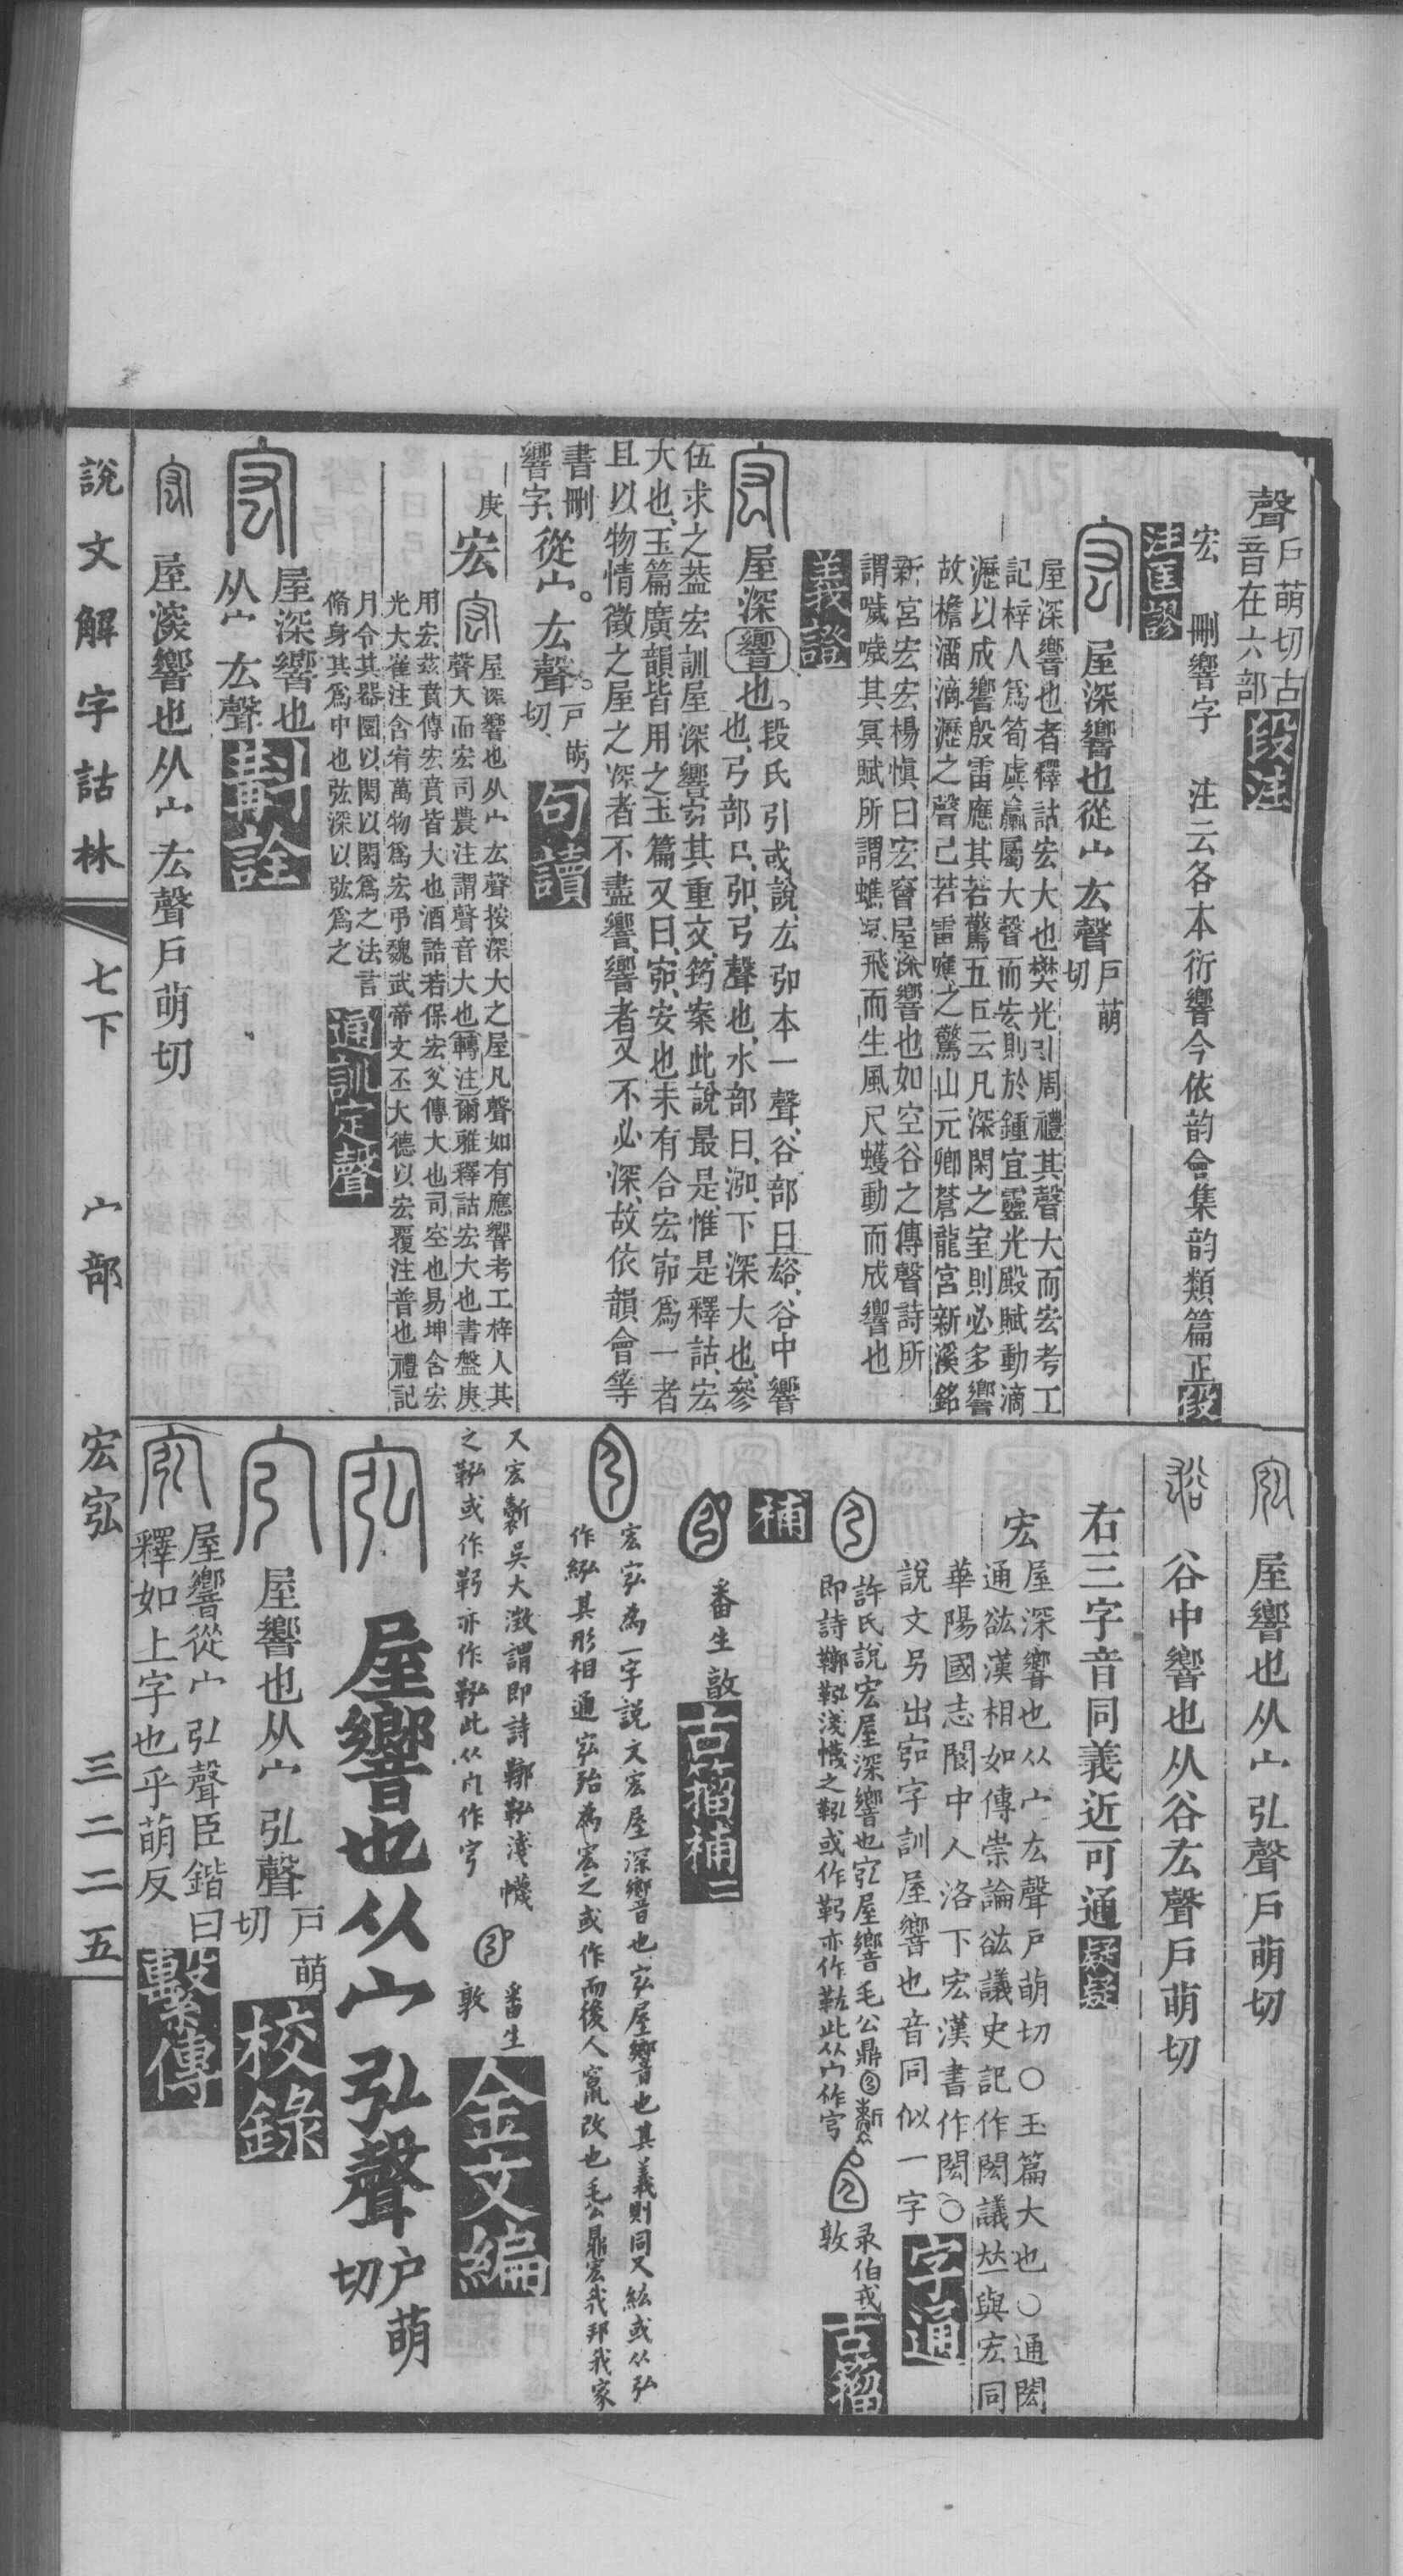 聲戶萌切古
音在六部段注
宏　刪響字　注云各本衍響今依韵會集韵類篇正段
注匡謬
屋深響也從宀厷聲戶萌
切
屋深響也者釋詁宏大也樊光引周禮其聲大而宏考工
記梓人爲筍虡羸屬大聲而宏則於鍾宜靈光殿賦動滴
瀝以成響殷雷應其若驚五臣云凡深閑之室則必多響
故檐溜滴瀝之聲已若雷應之驚山元卿蒼龍宮新溪銘
新宮宏宏楊愼曰宏窅屋深響也如空谷之傳聲詩所
謂噦噦其冥賦所謂蟭 飛而生風尺蠖動而成響也
義證
屋深響也。段氏引或說、厷弘本一聲、谷部曰𧮯、谷中響
也、弓部曰、弘、弓聲也、水部曰、泓、下深大也、參
伍求之葢宏訓屋深響宖其重文、筠案此說最是、惟是釋詁、宏
大也、玉篇廣韻皆用之玉篇又曰、宖、安也未有合宏宖爲一者
且以物情徵之屋之深者不盡響、響者又不必深、故依韻會等
書刪
響字、從宀。厷聲。戶萌
切
句讀
庚
宏屋深響也从宀厷聲按深大之屋凡聲如有應響考工梓人其
聲大而宏司農注謂聲音大也轉注爾雅釋詁宏大也書盤庚
用宏茲賁傳宏賁皆大也酒誥若保宏父傳大也司空也易坤含宏
光大崔注含宥萬物爲宏弔魏武帝文丕大德以宏覆注普也禮記
月令其器圜以閎以閎爲之法言
脩身其爲中也弦深以弦爲之
通訓定聲
屋深響也
从宀厷聲斠詮
屋深響也从宀厷聲戶萌切
說文解字詁林　七下　宀部　宏宖　三二二五
屋響也从宀弘聲戶萌切
谷中響也从谷厷聲戶萌切
右三字音同義近可通疑疑
宏
屋深響也从宀厷聲戶萌切○玉篇大也○通閎
通谹漢相如傳崇論谹議史記作閎議𠀤與宏同
華陽國志閬中人洛下宏漢書作閎○
說文另出宖字訓屋響也音同似一字字通
許氏說宏屋深響也宖屋響毛公鼎
卽詩鞹鞃淺幭之鞃或作䩑亦作 此从宀作
彔伯戎
敦
古籀
補
番生
敦
古籀補二
宏宖爲一字說文宏屋深響也宖屋響也其義則同又紘或从弘
作 其形相通宖殆爲宏之或作而後人竄改也毛公鼎宏我邦我家
又宏 吳大澂謂卽詩鞹鞃淺幭
之鞃或作䩑亦作 此从宀作
番生
敦
金文編
屋響也从宀弘聲戶萌
切
屋響也从宀弘聲戶萌
切
校錄
屋響從宀弘聲臣鍇曰
釋如上字也乎萌反
繫傳